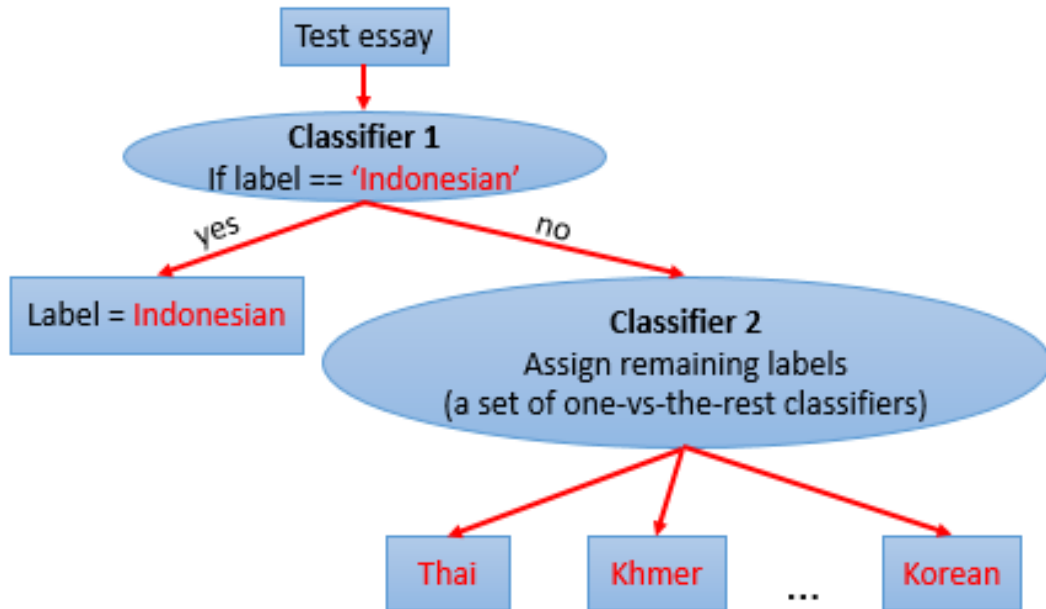 Test essay
Classifier 1
If label == ‘Indonesian’
yes
no
Label = Indonesian
Classifier 2
Assign remaining labels
(a set of one-vs-the-rest classifiers)
Thai
Khmer
...
Korean